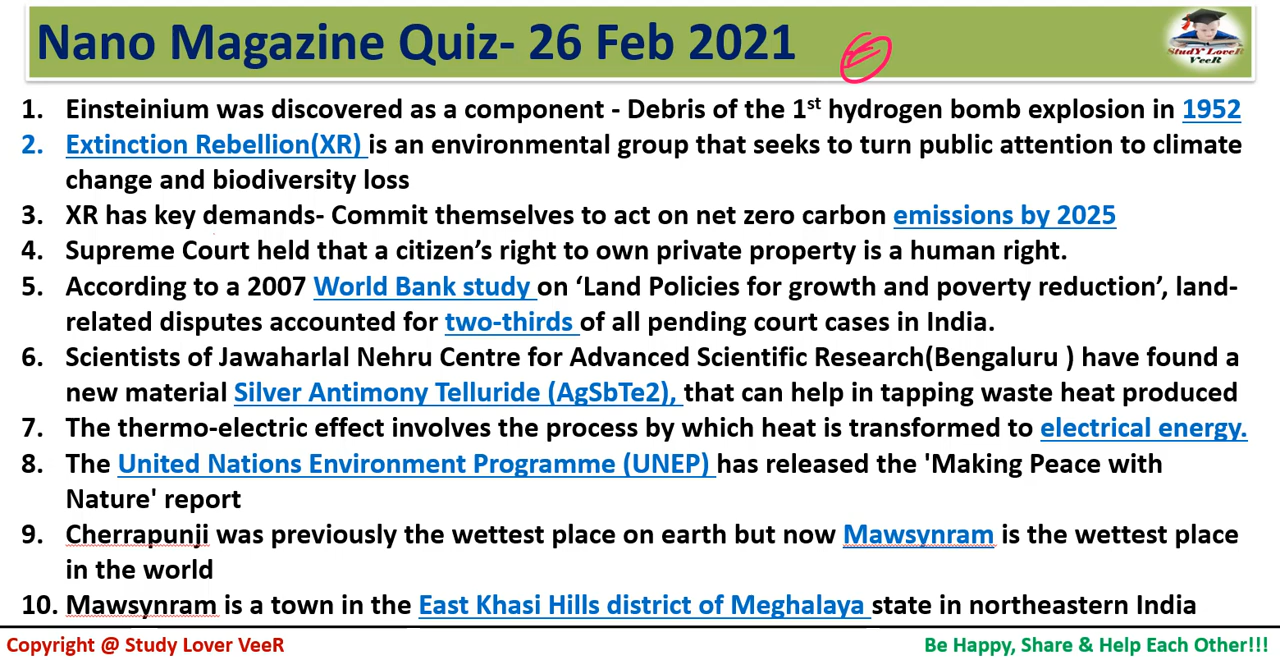 Nano Magazine Quiz- 26 Feb 2021
StudY LoveR
VeeR
1. Einsteinium was discovered as a component - Debris of the 1st hydrogen bomb explosion in 1952
2. Extinction Rebellion(XR) is an environmental group that seeks to turn public attention to climate
change and biodiversity loss
3. XR has key demands- Commit themselves to act on net zero carbon emissions by 2025
4. Supreme Court held that a citizen’s right to own private property is a human right.
5. According to a 2007 World Bank study on ‘Land Policies for growth and poverty reduction’, land-
related disputes accounted for two-thirds of all pending court cases in India.
6. Scientists of Jawaharlal Nehru Centre for Advanced Scientific Research(Bengaluru ) have found a
new material Silver Antimony Telluride (AgSbTe2), that can help in tapping waste heat produced
7. The thermo-electric effect involves the process by which heat is transformed to electrical energy.
8. The United Nations Environment Programme (UNEP) has released the 'Making Peace with
Nature' report
9. Cherrapunji was previously the wettest place on earth but now Mawsynram is the wettest place
in the world
10. Mawsynram is a town in the East Khasi Hills district of Meghalaya state in northeastern India
Copyright @ Study Lover VeeR
Be Happy, Share & Help Each Other!!!